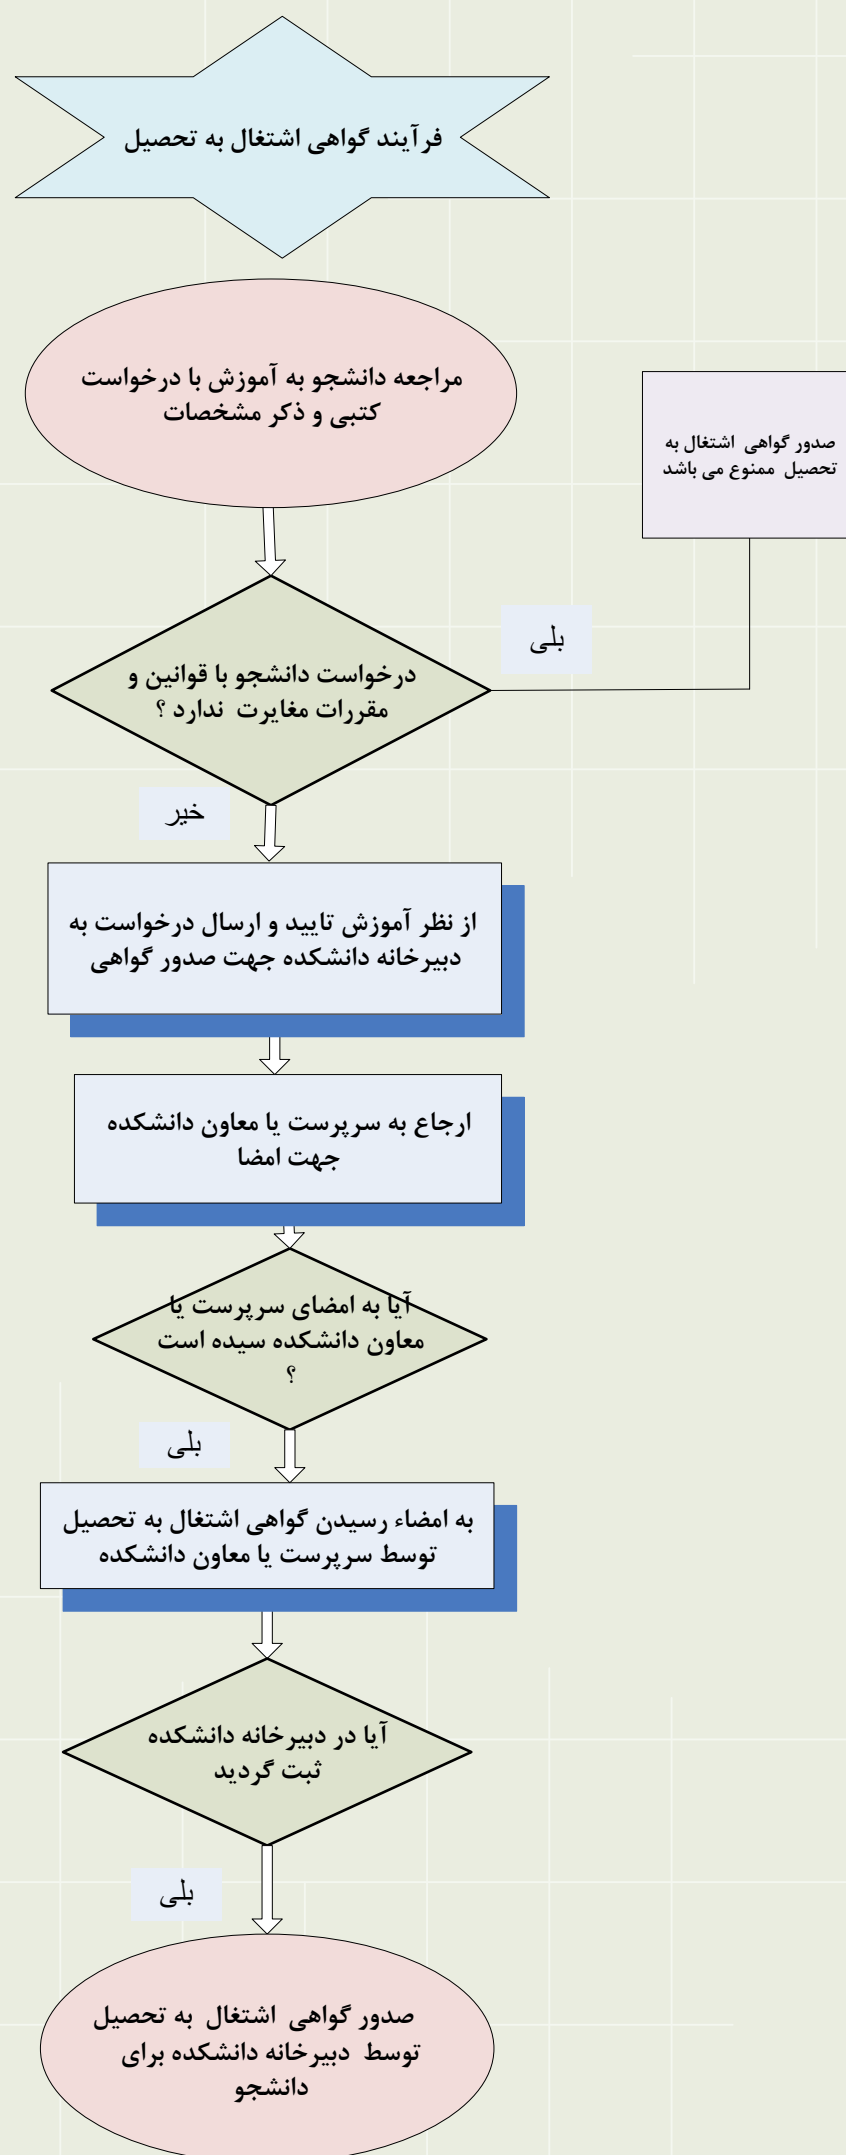 فرآیند گواهی اشتغال به تحصیل
مراجعه دانشجو به آموزش با درخواست
کتبی و ذکر مشخصات
صدور گواهی اشتغال به
تحصیل ممنوع می باشد
بلی
درخواست دانشجو با قوانین و
مقررات مغایرت ندارد ؟
خیر
از نظر آموزش تایید و ارسال درخواست به
دبیرخانه دانشکده جهت صدور گواهی
ارجاع به سرپرست یا معاون دانشکده
جهت امضا
آیا به امضای سرپرست یا
معاون دانشکده سیده است
؟
بلی
به امضاء رسیدن گواهی اشتغال به تحصیل
توسط سرپرست یا معاون دانشکده
آیا در دبیرخانه دانشکده
ثبت گردید
بلی
صدور گواهی اشتغال به تحصیل
توسط دبیرخانه دانشکده برای
دانشجو